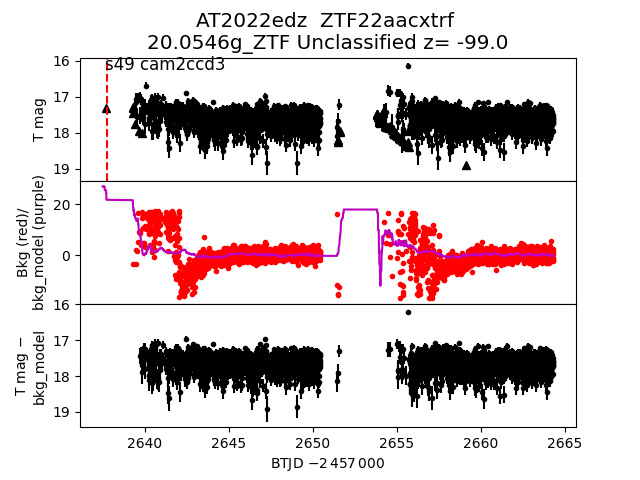 AT2022edz  ZTF22aacxtrf
20.0546g_ZTF Unclassified z= -99.0
s49 cam2ccd3
16
17
18
19
T mag
20
0
Bkg (red)/
bkg_model (purple)
16
17
18
19
T mag −
bkg_model
2640
2645
2650
2655
2660
2665
BTJD −2 457 000